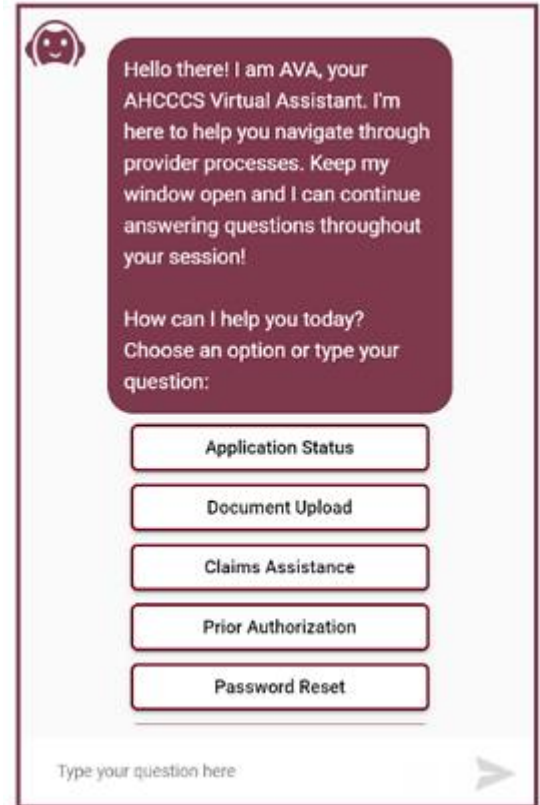 Hello there! I am AVA, your
AHCCCS Virtual Assistant. I'm
here to help you navigate through
provider processes. Keep my
window open and I can continue
answering questions throughout
your session!
How can I help you today?
Choose an option or type your
question:
Application Status
Document Upload
Claims Assistance
Prior Authorization
Password Reset
Type your question here